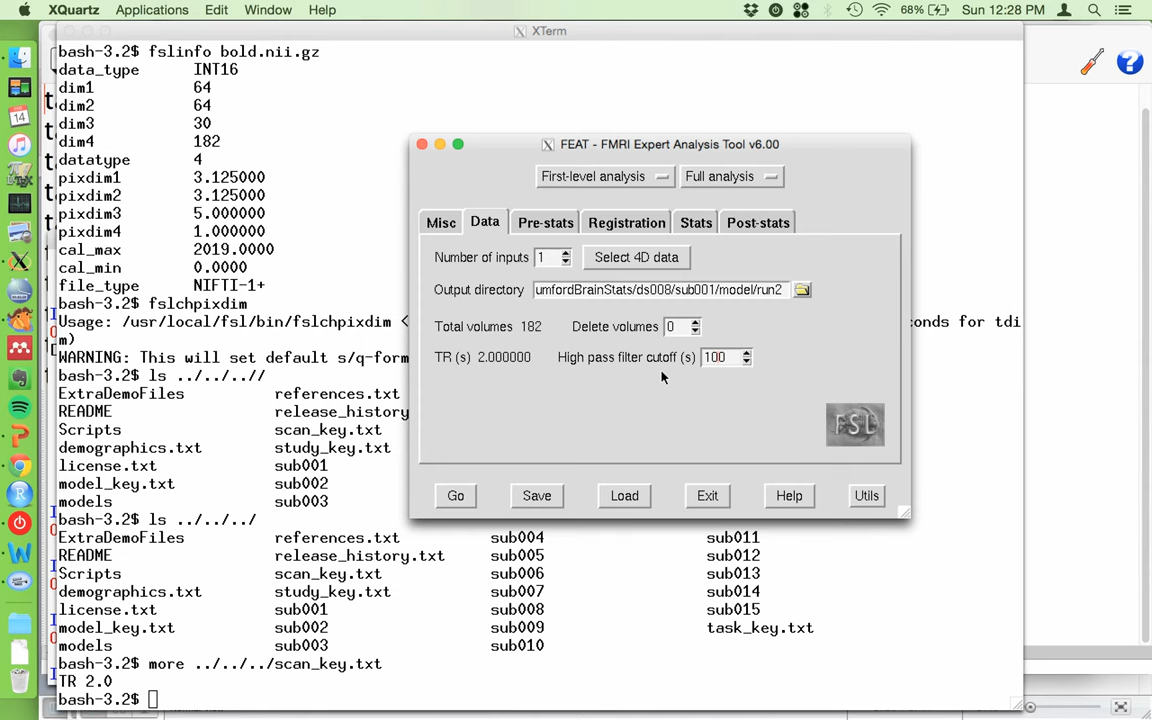 XQuartz Applications Edit Window Help 68% Sun 12:28 PM
XTerm
bash-3.2$ fslinfo bold.nii.gz
data_type INT16
dim1 64
dim2 64
dim3 30
dim4 182
datatype 4
pixdim1 3.125000
pixdim2 3.125000
pixdim3 5.000000
pixdim4 1.000000
cal_max 2019.0000
cal_min 0.0000
file_type NIFTI-1+
bash-3.2$ fslchpixdim
Usage: /usr/local/fsl/bin/fslchpixdim < conds for tdi
m)
WARNING: This will set default s/q-form
bash-3.2$ ls ../../..//
ExtraDemoFiles references.txt
README release_history
Scripts scan_key.txt
demographics.txt study_key.txt
license.txt sub001
model_key.txt sub002
models sub003
bash-3.2$ ls ../../../
ExtraDemoFiles references.txt sub004 sub011
README release_history.txt sub005 sub012
Scripts scan_key.txt sub006 sub013
demographics.txt study_key.txt sub007 sub014
license.txt sub001 sub008 sub015
model_key.txt sub002 sub009 task_key.txt
models sub003 sub010
bash-3.2$ more ../../../scan_key.txt
TR 2.0
bash-3.2$
FEAT - FMRI Expert Analysis Tool v6.00
First-level analysis Full analysis
Misc Data Pre-stats Registration Stats Post-stats
Number of inputs 1 Select 4D data
Output directory umfordBrainStats/ds008/sub001/model/run2
Total volumes 182 Delete volumes 0
TR (s) 2.000000 High pass filter cutoff (s) 100
FSL
Go Save Load Exit Help Utils